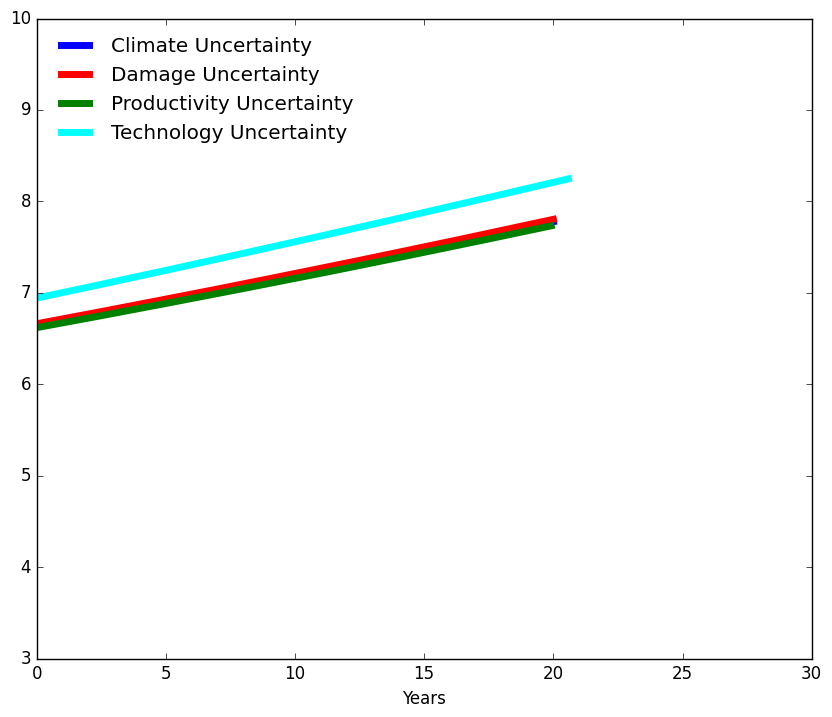 10
Climate Uncertainty
Damage Uncertainty
9
Productivity Uncertainty
Technology Uncertainty
8
7
6
5
4
3
0 5 10 15 20 25 30
Years